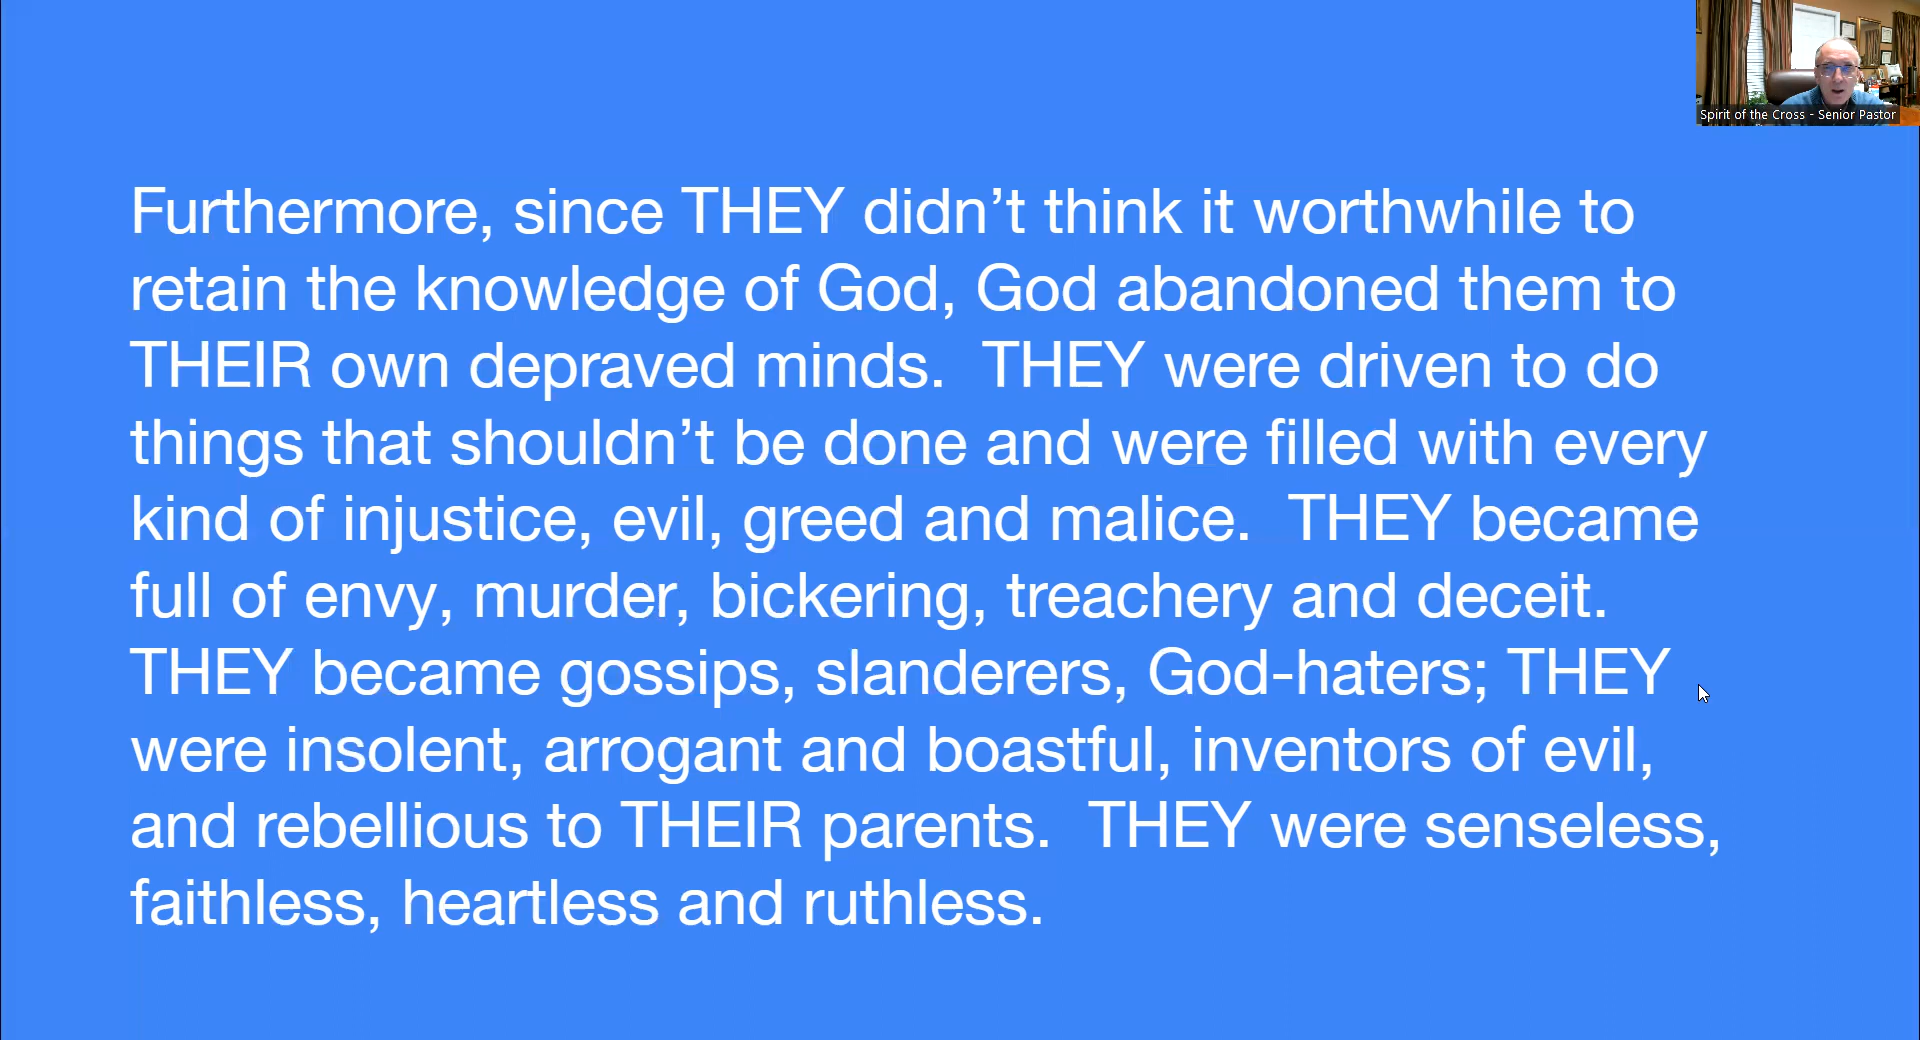 Spirit of the Cross - Senior Pastor
Furthermore, since THEY didn’t think it worthwhile to
retain the knowledge of God, God abandoned them to
THEIR own depraved minds.  THEY were driven to do
things that shouldn’t be done and were filled with every
kind of injustice, evil, greed and malice.  THEY became
full of envy, murder, bickering, treachery and deceit.
THEY became gossips, slanderers, God-haters; THEY
were insolent, arrogant and boastful, inventors of evil,
and rebellious to THEIR parents.  THEY were senseless,
faithless, heartless and ruthless.